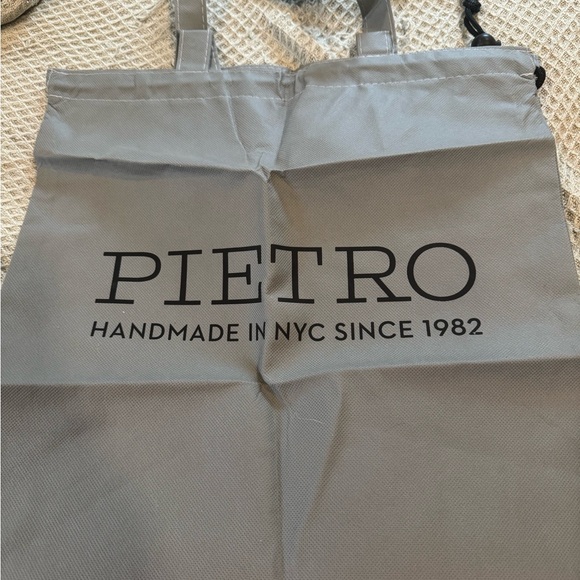 PIETRO
HANDMADE IN NYC SINCE 1982